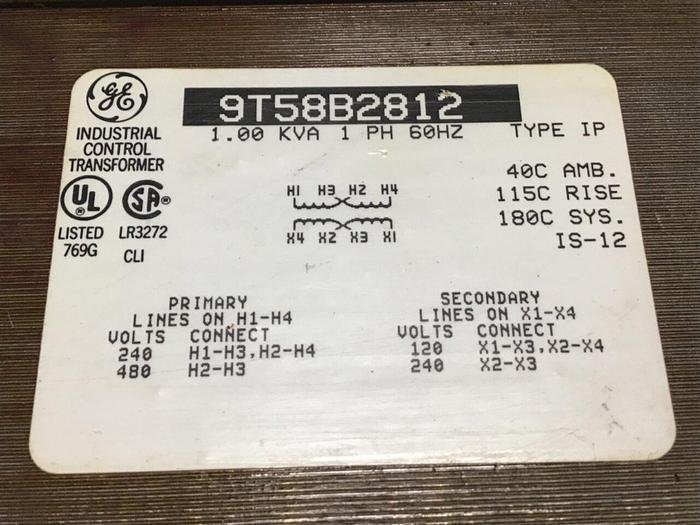 GE
9T58B2812
1.00 KVA 1 PH 60HZ TYPE IP
INDUSTRIAL
CONTROL
TRANSFORMER
40C AMB.
115C RISE
180C SYS.
IS-12
UL ® SA ®
LISTED LR3272
769G CLI
H1 H3 H2 H4
X4 X2 X3 X1
PRIMARY
LINES ON H1-H4
VOLTS CONNECT
240 H1-H3,H2-H4
480 H2-H3
SECONDARY
LINES ON X1-X4
VOLTS CONNECT
120 X1-X3,X2-X4
240 X2-X3